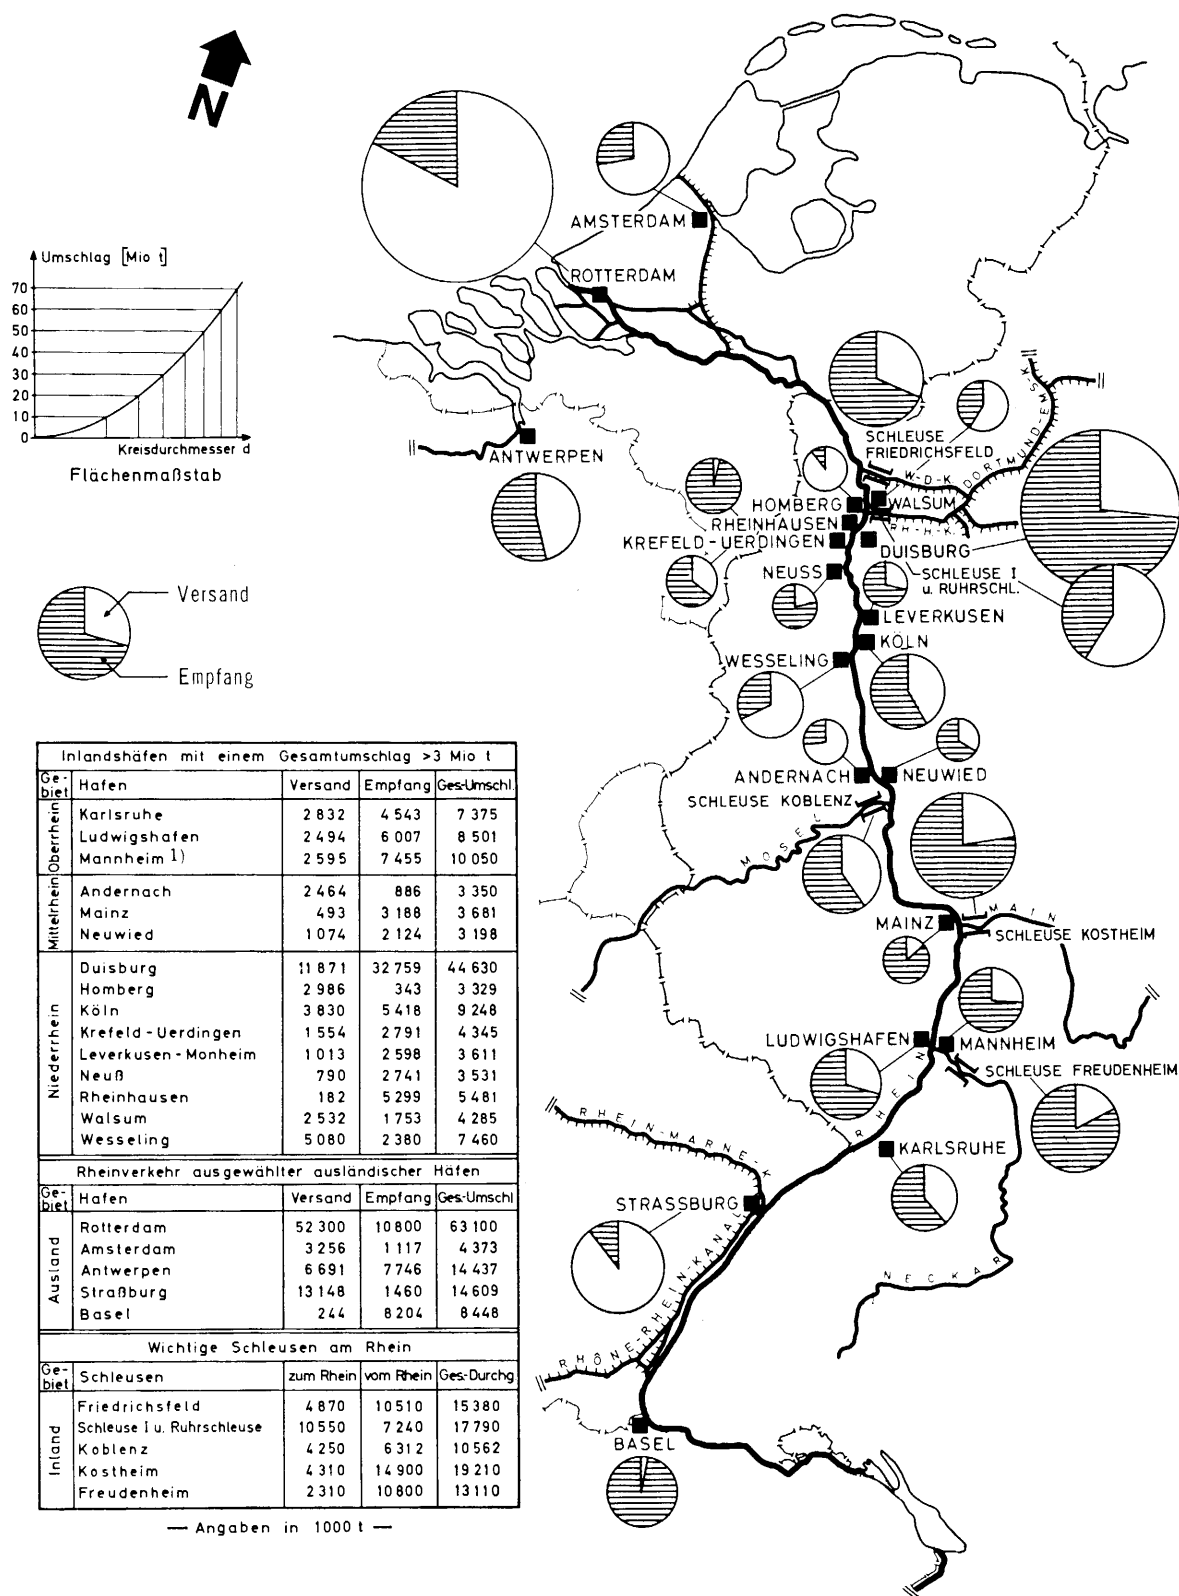 N
AMSTERDAM
ROTTERDAM
Umschlag [Mio t]
70
60
50
40
30
20
10
0
Kreisdurchmesser d
Flächenmaßstab
ANTWERPEN
SCHLEUSE
FRIEDRICHSFELD
W-D-K.
DORTMUND-EMS-K.
HOMBERG
WALSUM
RHEINHAUSEN
RH-H-K.
KREFELD-UERDINGEN
DUISBURG
NEUSS
SCHLEUSE I
u. RUHRSCHL.
Versand
Empfang
LEVERKUSEN
KÖLN
WESSELING
ANDERNACH
NEUWIED
SCHLEUSE KOBLENZ
MOSEL
MAINZ
MAIN
SCHLEUSE KOSTHEIM
LUDWIGSHAFEN
MANNHEIM
SCHLEUSE FREUDENHEIM
RHEIN
RHEIN-MARNE-K.
KARLSRUHE
STRASSBURG
NECKAR
RHÔNE-RHEIN-KANAL
BASEL
Inlandshäfen mit einem Gesamtumschlag >3 Mio t
Ge-biet Hafen Versand Empfang Ges.-Umschl.
Oberrhein
Karlsruhe 2 832 4 543 7 375
Ludwigshafen 2 494 6 007 8 501
Mannheim 1) 2 595 7 455 10 050
Mittelrhein
Andernach 2 464 886 3 350
Mainz 493 3 188 3 681
Neuwied 1 074 2 124 3 198
Niederrhein
Duisburg 11 871 32 759 44 630
Homberg 2 986 343 3 329
Köln 3 830 5 418 9 248
Krefeld - Uerdingen 1 554 2 791 4 345
Leverkusen - Monheim 1 013 2 598 3 611
Neuß 790 2 741 3 531
Rheinhausen 182 5 299 5 481
Walsum 2 532 1 753 4 285
Wesseling 5 080 2 380 7 460
Rheinverkehr ausgewählter ausländischer Häfen
Ge-biet Hafen Versand Empfang Ges.-Umschl
Ausland
Rotterdam 52 300 10 800 63 100
Amsterdam 3 256 1 117 4 373
Antwerpen 6 691 7 746 14 437
Straßburg 13 148 1460 14 609
Basel 244 8 204 8 448
Wichtige Schleusen am Rhein
Ge-biet Schleusen zum Rhein vom Rhein Ges.-Durchg.
Inland
Friedrichsfeld 4 870 10 510 15 380
Schleuse I u. Ruhrschleuse 10 550 7 240 17 790
Koblenz 4 250 6 312 10 562
Kostheim 4 310 14 900 19 210
Freudenheim 2 310 10 800 13 110
— Angaben in 1000 t —